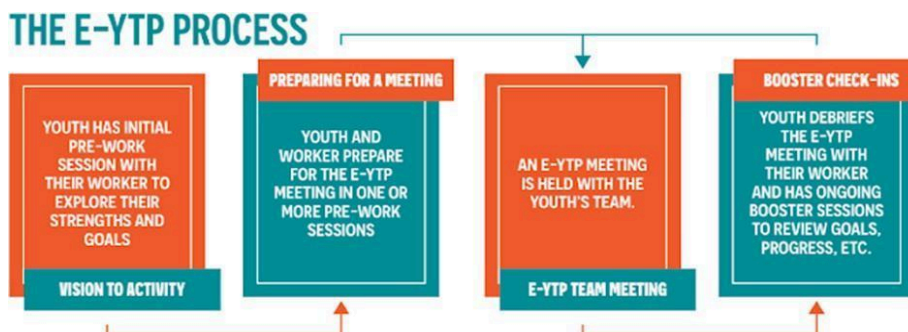 THE E-YTP PROCESS
YOUTH HAS INITIAL
PRE-WORK
SESSION WITH
THEIR WORKER TO
EXPLORE THEIR
STRENGTHS AND
GOALS
VISION TO ACTIVITY
PREPARING FOR A MEETING
YOUTH AND
WORKER PREPARE
FOR THE E-YTP
MEETING IN ONE OR
MORE PRE-WORK
SESSIONS
AN E-YTP MEETING
IS HELD WITH THE
YOUTH'S TEAM.
E-YTP TEAM MEETING
BOOSTER CHECK-INS
YOUTH DEBRIEFS
THE E-YTP
MEETING WITH
THEIR WORKER
AND HAS ONGOING
BOOSTER SESSIONS
TO REVIEW GOALS,
PROGRESS, ETC.